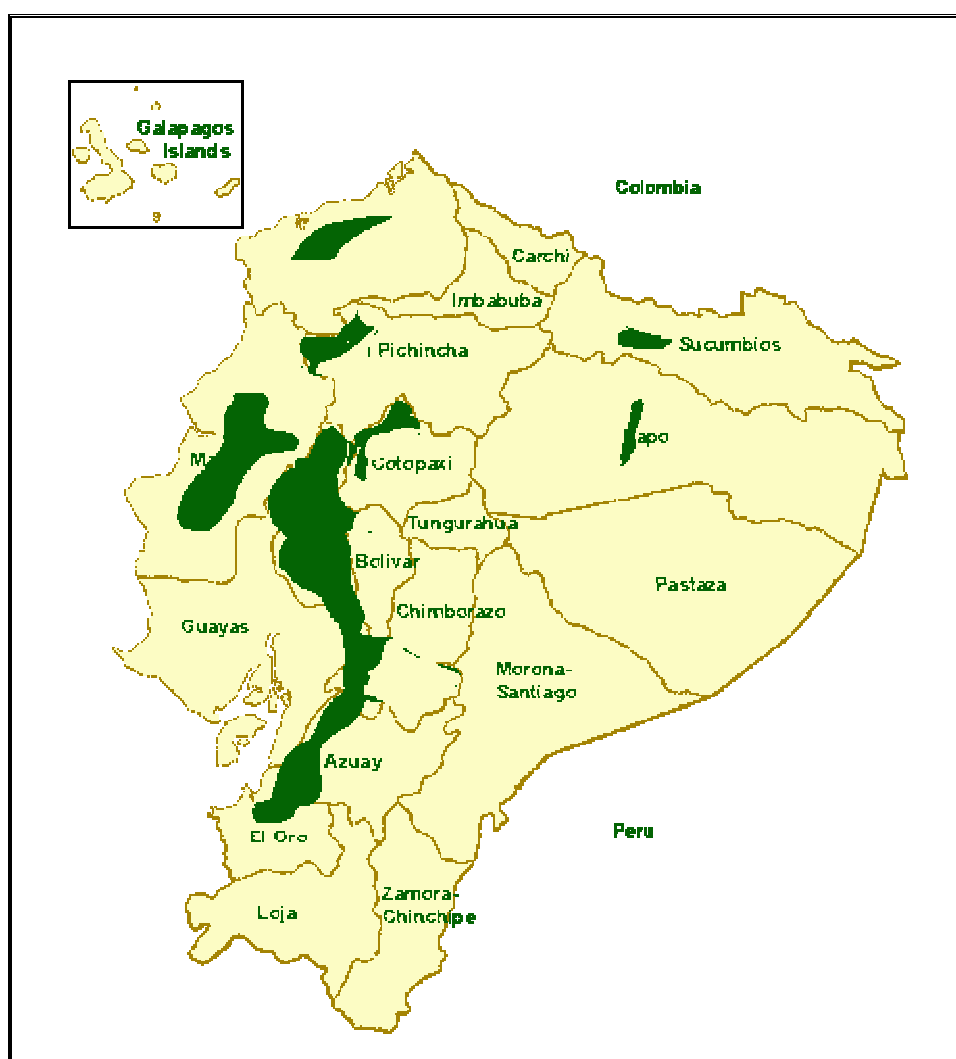 Galapagos
Islands
Colombia
Carchi
Imbabuba
Sucumbios
Pichincha
M
apo
Cotopaxi
Tungurahua
Bolivar
Pastaza
Chimborazo
Guayas
Morona-
Santiago
Azuay
Peru
El Oro
Zamora-
Chinchipe
Loja